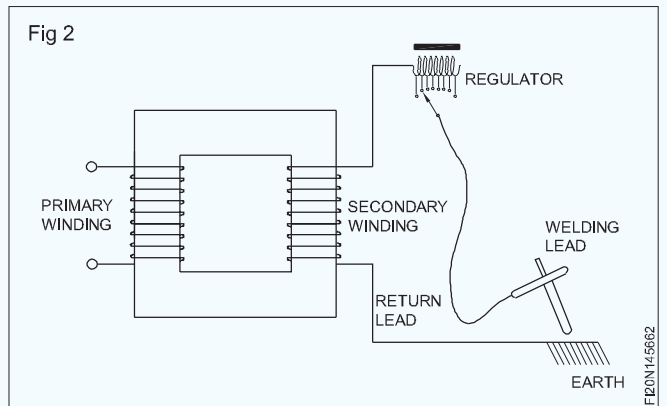 Fig 2
REGULATOR
PRIMARY
WINDING
SECONDARY
WINDING
WELDING
LEAD
RETURN
LEAD
EARTH
FI20N145662